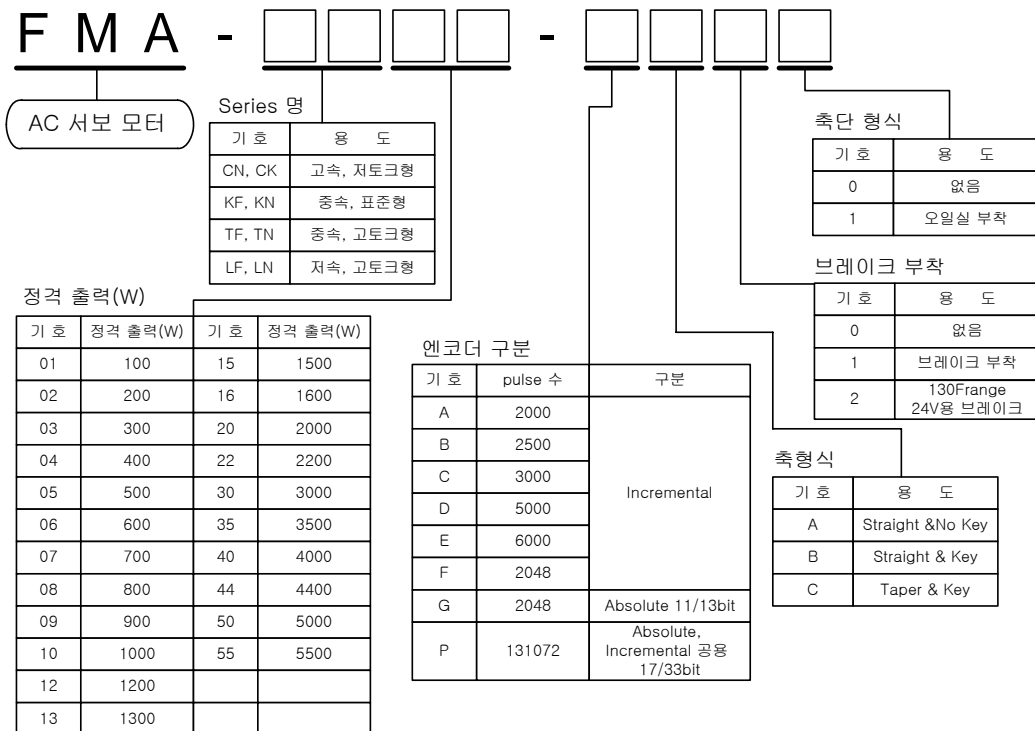 F M A - □□□□ - □□□□
AC 서보 모터
Series 명
기 호 용 도
CN, CK 고속, 저토크형
KF, KN 중속, 표준형
TF, TN 중속, 고토크형
LF, LN 저속, 고토크형
축단 형식
기 호 용 도
0 없음
1 오일실 부착
브레이크 부착
기 호 용 도
0 없음
1 브레이크 부착
2 130Frange
24V용 브레이크
정격 출력(W)
기 호 정격 출력(W) 기 호 정격 출력(W)
01 100 15 1500
02 200 16 1600
03 300 20 2000
04 400 22 2200
05 500 30 3000
06 600 35 3500
07 700 40 4000
08 800 44 4400
09 900 50 5000
10 1000 55 5500
12 1200
13 1300
엔코더 구분
기 호 pulse 수 구분
A 2000
B 2500
C 3000
Incremental
D 5000
E 6000
F 2048
G 2048 Absolute 11/13bit
P 131072 Absolute,
Incremental 공용
17/33bit
축형식
기 호 용 도
A Straight &No Key
B Straight & Key
C Taper & Key